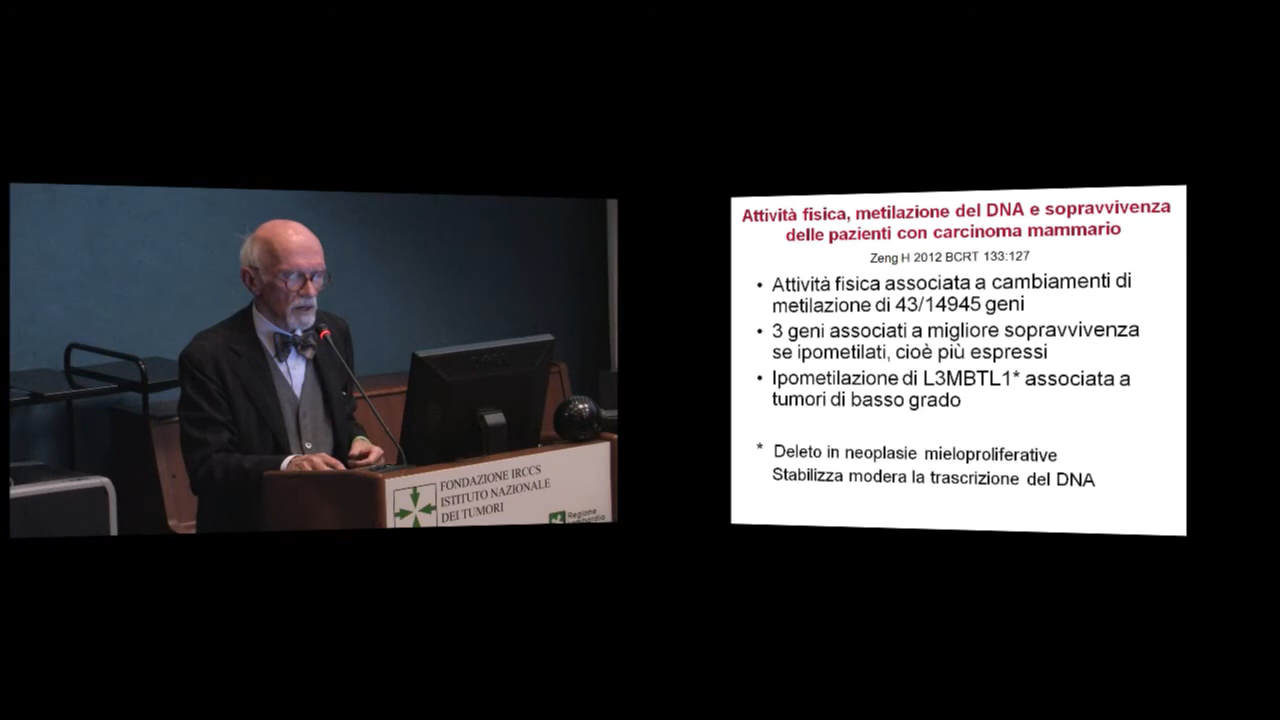 FONDAZIONE IRCCS
ISTITUTO NAZIONALE
DEI TUMORI
Regione
Lombardia
Attività fisica, metilazione del DNA e sopravvivenza
delle pazienti con carcinoma mammario
Zeng H 2012 BCRT 133:127
• Attività fisica associata a cambiamenti di
metilazione di 43/14945 geni
• 3 geni associati a migliore sopravvivenza
se ipometilati, cioè più espressi
• Ipometilazione di L3MBTL1* associata a
tumori di basso grado
* Deleto in neoplasie mieloproliferative
Stabilizza modera la trascrizione del DNA